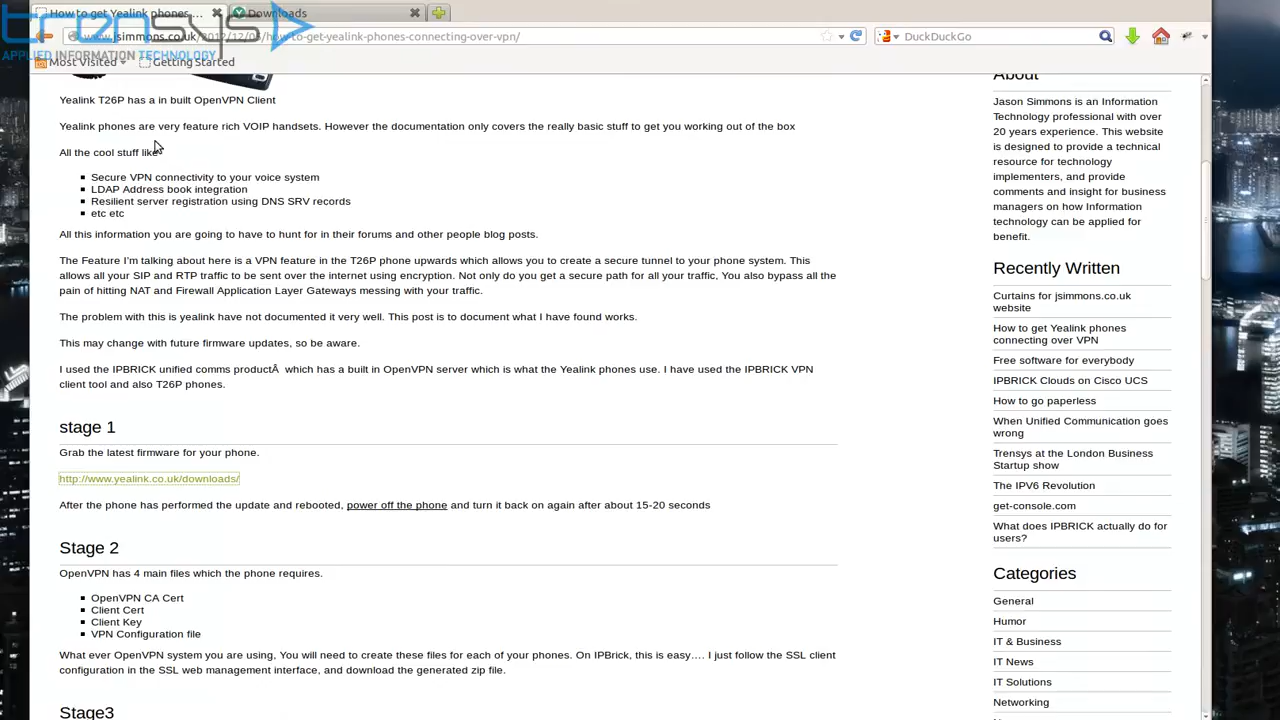 How to get Yealink phones ...
Downloads
trensys
APPLIED INFORMATION TECHNOLOGY
www.jsimmons.co.uk/2012/12/05/how-to-get-yealink-phones-connecting-over-vpn/
DuckDuckGo
Most Visited
Getting Started
Yealink T26P has a in built OpenVPN Client
Yealink phones are very feature rich VOIP handsets. However the documentation only covers the really basic stuff to get you working out of the box
All the cool stuff like
Secure VPN connectivity to your voice system
LDAP Address book integration
Resilient server registration using DNS SRV records
etc etc
All this information you are going to have to hunt for in their forums and other people blog posts.
The Feature I'm talking about here is a VPN feature in the T26P phone upwards which allows you to create a secure tunnel to your phone system. This
allows all your SIP and RTP traffic to be sent over the internet using encryption. Not only do you get a secure path for all your traffic, You also bypass all the
pain of hitting NAT and Firewall Application Layer Gateways messing with your traffic.
The problem with this is yealink have not documented it very well. This post is to document what I have found works.
This may change with future firmware updates, so be aware.
I used the IPBRICK unified comms productÂ which has a built in OpenVPN server which is what the Yealink phones use. I have used the IPBRICK VPN
client tool and also T26P phones.
stage 1
Grab the latest firmware for your phone.
http://www.yealink.co.uk/downloads/
After the phone has performed the update and rebooted, power off the phone and turn it back on again after about 15-20 seconds
Stage 2
OpenVPN has 4 main files which the phone requires.
OpenVPN CA Cert
Client Cert
Client Key
VPN Configuration file
What ever OpenVPN system you are using, You will need to create these files for each of your phones. On IPBrick, this is easy.... I just follow the SSL client
configuration in the SSL web management interface, and download the generated zip file.
Stage3
About
Jason Simmons is an Information
Technology professional with over
20 years experience. This website
is designed to provide a technical
resource for technology
implementers, and provide
comments and insight for business
managers on how Information
technology can be applied for
benefit.
Recently Written
Curtains for jsimmons.co.uk
website
How to get Yealink phones
connecting over VPN
Free software for everybody
IPBRICK Clouds on Cisco UCS
How to go paperless
When Unified Communication goes
wrong
Trensys at the London Business
Startup show
The IPV6 Revolution
get-console.com
What does IPBRICK actually do for
users?
Categories
General
Humor
IT & Business
IT News
IT Solutions
Networking